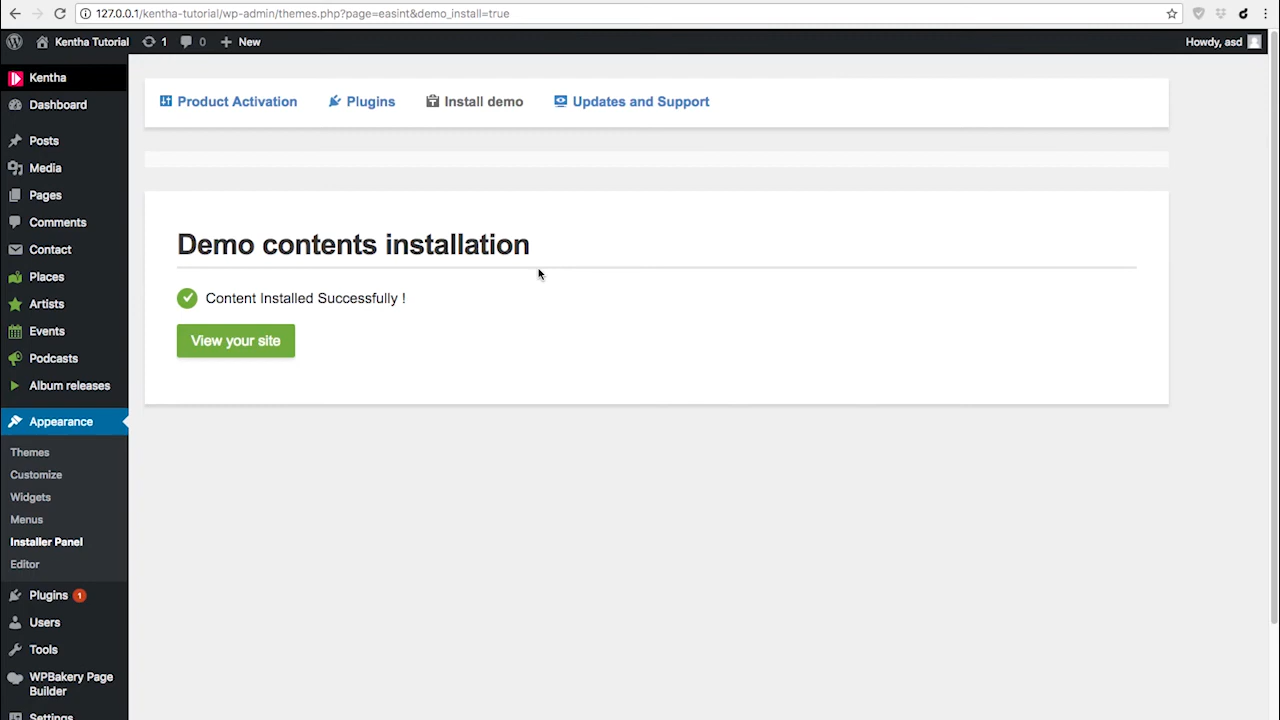 127.0.0.1/kentha-tutorial/wp-admin/themes.php?page=easint&demo_install=true
Kentha Tutorial 1 0 New Howdy, asd
Kentha
Dashboard
Posts
Media
Pages
Comments
Contact
Places
Artists
Events
Podcasts
Album releases
Appearance
Themes
Customize
Widgets
Menus
Installer Panel
Editor
Plugins 1
Users
Tools
WPBakery Page
Builder
Settings
Product Activation Plugins Install demo Updates and Support
Demo contents installation
Content Installed Successfully !
View your site